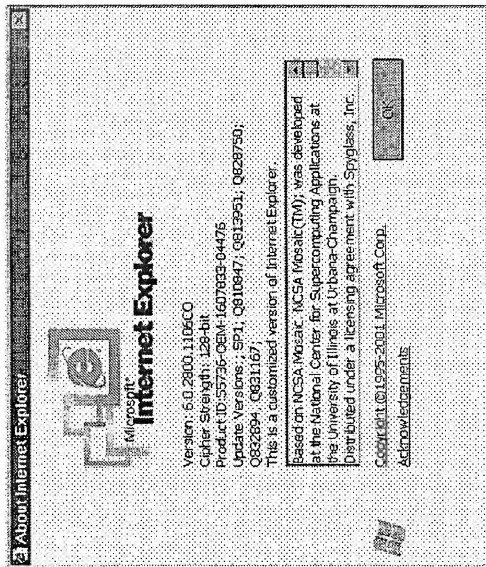 About Internet Explorer
Microsoft
Internet Explorer
Version: 6.0.2800.1106CO
Cipher Strength: 128-bit
Product ID:55736-OEM-1607833-04476
Update Versions:; SP1; Q810847; Q813951; Q828750;
Q832894; Q831167;
This is a customized version of Internet Explorer.
Based on NCSA Mosaic. NCSA Mosaic(TM); was developed
at the National Center for Supercomputing Applications at
the University of Illinois at Urbana-Champaign.
Distributed under a licensing agreement with Spyglass, Inc.
Copyright ©1995-2001 Microsoft Corp.
Acknowledgements
OK